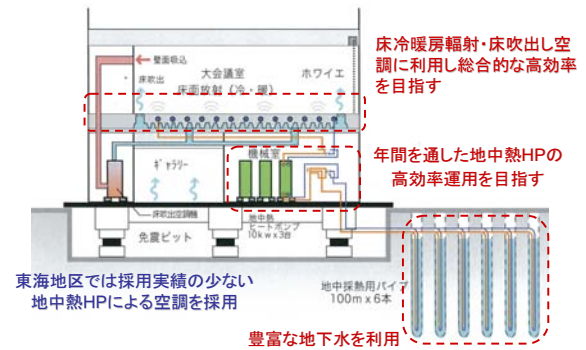 床冷暖房輻射・床吹出し空
調に利用し総合的な高効率
を目指す
壁面吸込
床吹出
大会議室
ホワイエ
床面放射（冷・暖）
年間を通した地中熱HPの
高効率運用を目指す
機械室
ギャラリー
床吹出空調機
地中熱
ヒートポンプ
10kw x3台
免震ピット
東海地区では採用実績の少ない
地中熱HPによる空調を採用
地中採熱用パイプ
100m x 6本
豊富な地下水を利用